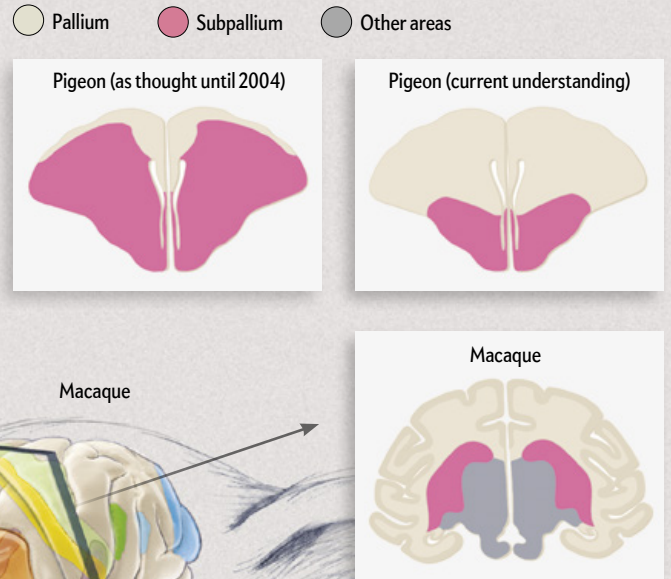 Pallium
Subpallium
Other areas
Pigeon (as thought until 2004)
Pigeon (current understanding)
Macaque
Macaque